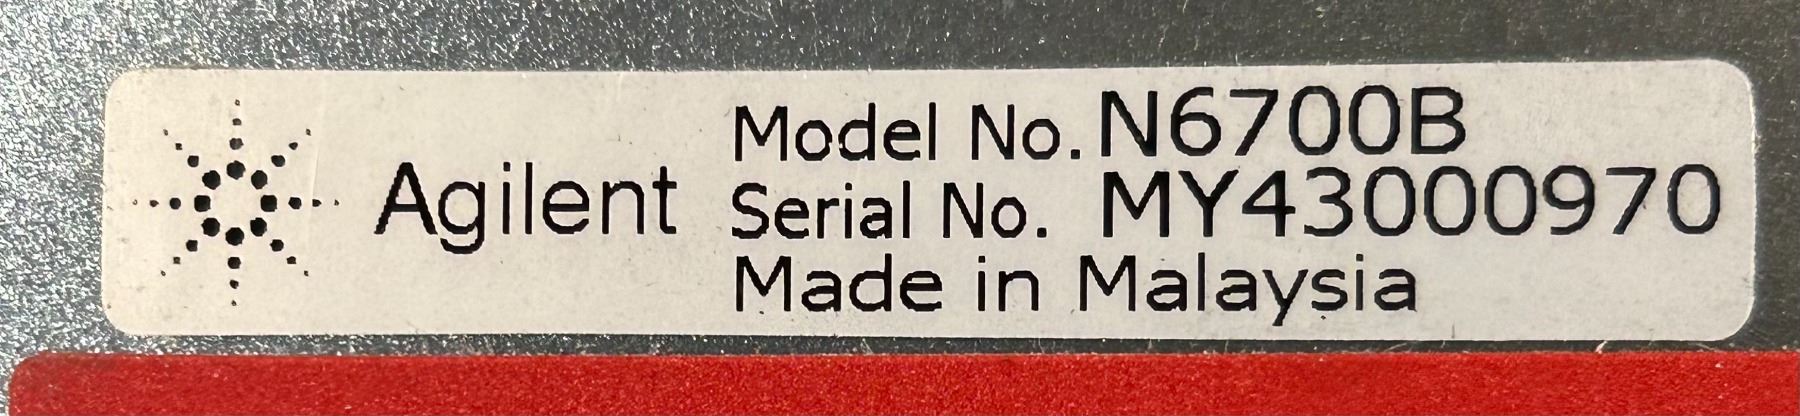 Agilent
Model No. N6700B
Serial No. MY43000970
Made in Malaysia